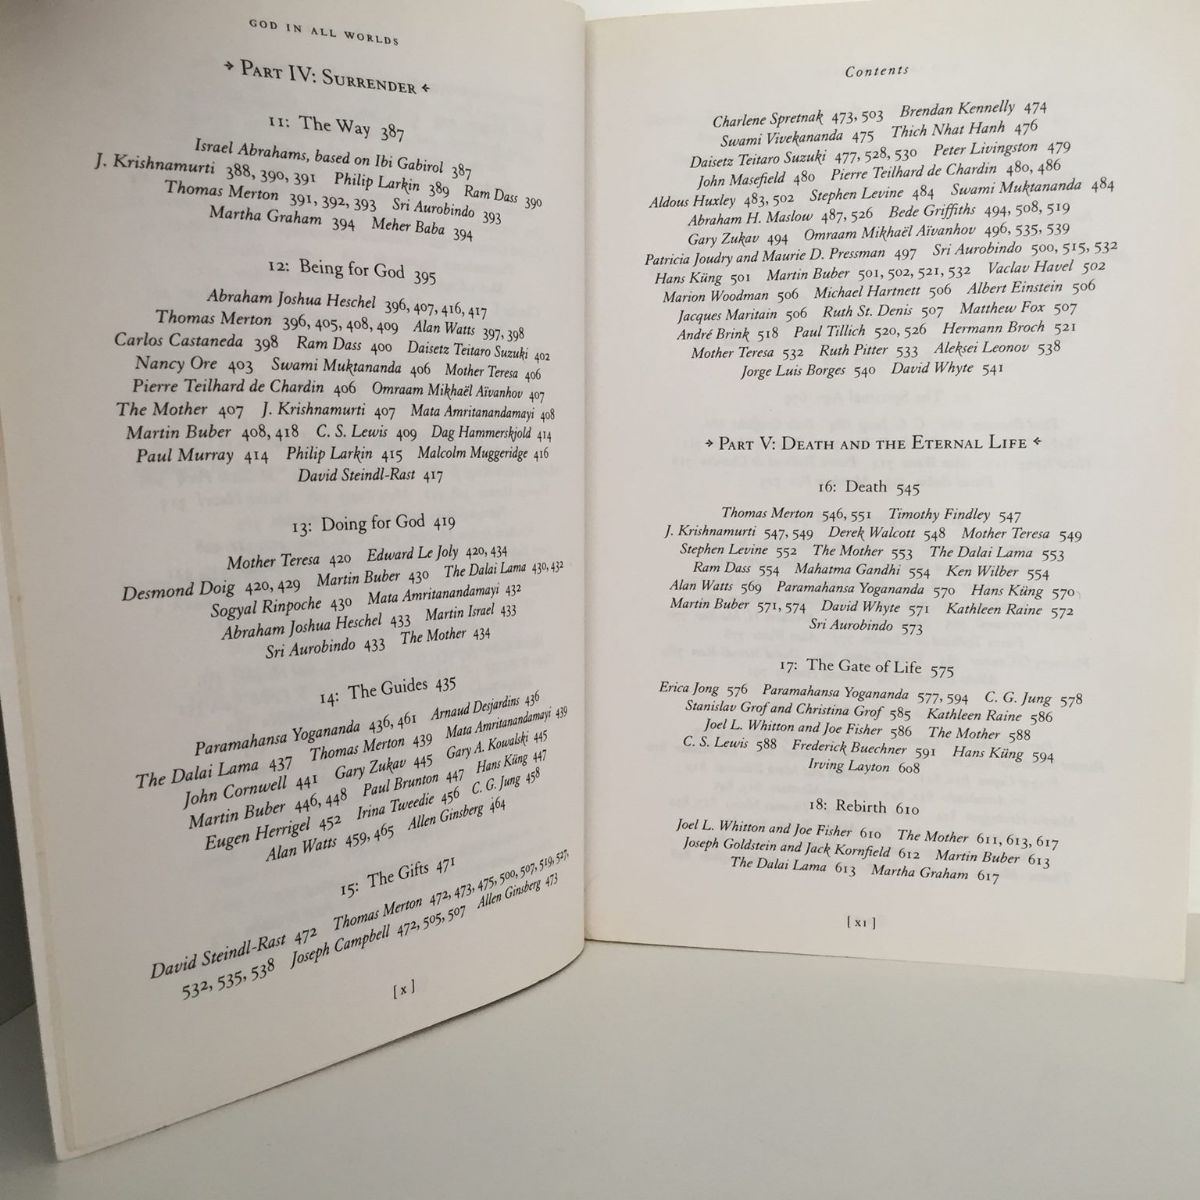 GOD IN ALL WORLDS
Part IV: Surrender
11: The Way 387
Israel Abrahams, based on Ibi Gabirol 387
J. Krishnamurti 388, 390, 391 Philip Larkin 389 Ram Dass 390
Thomas Merton 391, 392, 393 Sri Aurobindo 393
Martha Graham 394 Meher Baba 394
12: Being for God 395
Abraham Joshua Heschel 396, 407, 416, 417
Thomas Merton 396, 405, 408, 409 Alan Watts 397, 398
Carlos Castaneda 398 Ram Dass 400 Daisetz Teitaro Suzuki 402
Nancy Ore 403 Swami Muktananda 406 Mother Teresa 406
Pierre Teilhard de Chardin 406 Omraam Mikhaël Aïvanhov 407
The Mother 407 J. Krishnamurti 407 Mata Amritanandamayi 408
Martin Buber 408, 418 C. S. Lewis 409 Dag Hammerskjold 414
Paul Murray 414 Philip Larkin 415 Malcolm Muggeridge 416
David Steindl-Rast 417
13: Doing for God 419
Mother Teresa 420 Edward Le Joly 420, 434
Desmond Doig 420, 429 Martin Buber 430 The Dalai Lama 430, 432
Sogyal Rinpoche 430 Mata Amritanandamayi 432
Abraham Joshua Heschel 433 Martin Israel 433
Sri Aurobindo 433 The Mother 434
14: The Guides 435
Paramahansa Yogananda 436, 461 Arnaud Desjardins 436
The Dalai Lama 437 Thomas Merton 439 Mata Amritanandamayi 439
John Cornwell 441 Gary Zukav 445 Gary A. Kowalski 445
Martin Buber 446, 448 Paul Brunton 447 Hans Küng 447
Eugen Herrigel 452 Irina Tweedie 456 C. G. Jung 458
Alan Watts 459, 465 Allen Ginsberg 464
15: The Gifts 471
David Steindl-Rast 472 Thomas Merton 472, 473, 475, 500, 507, 519, 527,
532, 535, 538 Joseph Campbell 472, 505, 507 Allen Ginsberg 473
[ x ]
Contents
Charlene Spretnak 473, 503 Brendan Kennelly 474
Swami Vivekananda 475 Thich Nhat Hanh 476
Daisetz Teitaro Suzuki 477, 528, 530 Peter Livingston 479
John Masefield 480 Pierre Teilhard de Chardin 480, 486
Aldous Huxley 483, 502 Stephen Levine 484 Swami Muktananda 484
Abraham H. Maslow 487, 526 Bede Griffiths 494, 508, 519
Gary Zukav 494 Omraam Mikhaël Aïvanhov 496, 535, 539
Patricia Joudry and Maurie D. Pressman 497 Sri Aurobindo 500, 515, 532
Hans Küng 501 Martin Buber 501, 502, 521, 532 Vaclav Havel 502
Marion Woodman 506 Michael Hartnett 506 Albert Einstein 506
Jacques Maritain 506 Ruth St. Denis 507 Matthew Fox 507
André Brink 518 Paul Tillich 520, 526 Hermann Broch 521
Mother Teresa 532 Ruth Pitter 533 Aleksei Leonov 538
Jorge Luis Borges 540 David Whyte 541
Part V: Death and the Eternal Life
16: Death 545
Thomas Merton 546, 551 Timothy Findley 547
J. Krishnamurti 547, 549 Derek Walcott 548 Mother Teresa 549
Stephen Levine 552 The Mother 553 The Dalai Lama 553
Ram Dass 554 Mahatma Gandhi 554 Ken Wilber 554
Alan Watts 569 Paramahansa Yogananda 570 Hans Küng 570
Martin Buber 571, 574 David Whyte 571 Kathleen Raine 572
Sri Aurobindo 573
17: The Gate of Life 575
Erica Jong 576 Paramahansa Yogananda 577, 594 C. G. Jung 578
Stanislav Grof and Christina Grof 585 Kathleen Raine 586
Joel L. Whitton and Joe Fisher 586 The Mother 588
C. S. Lewis 588 Frederick Buechner 591 Hans Küng 594
Irving Layton 608
18: Rebirth 610
Joel L. Whitton and Joe Fisher 610 The Mother 611, 613, 617
Joseph Goldstein and Jack Kornfield 612 Martin Buber 613
The Dalai Lama 613 Martha Graham 617
[ xi ]